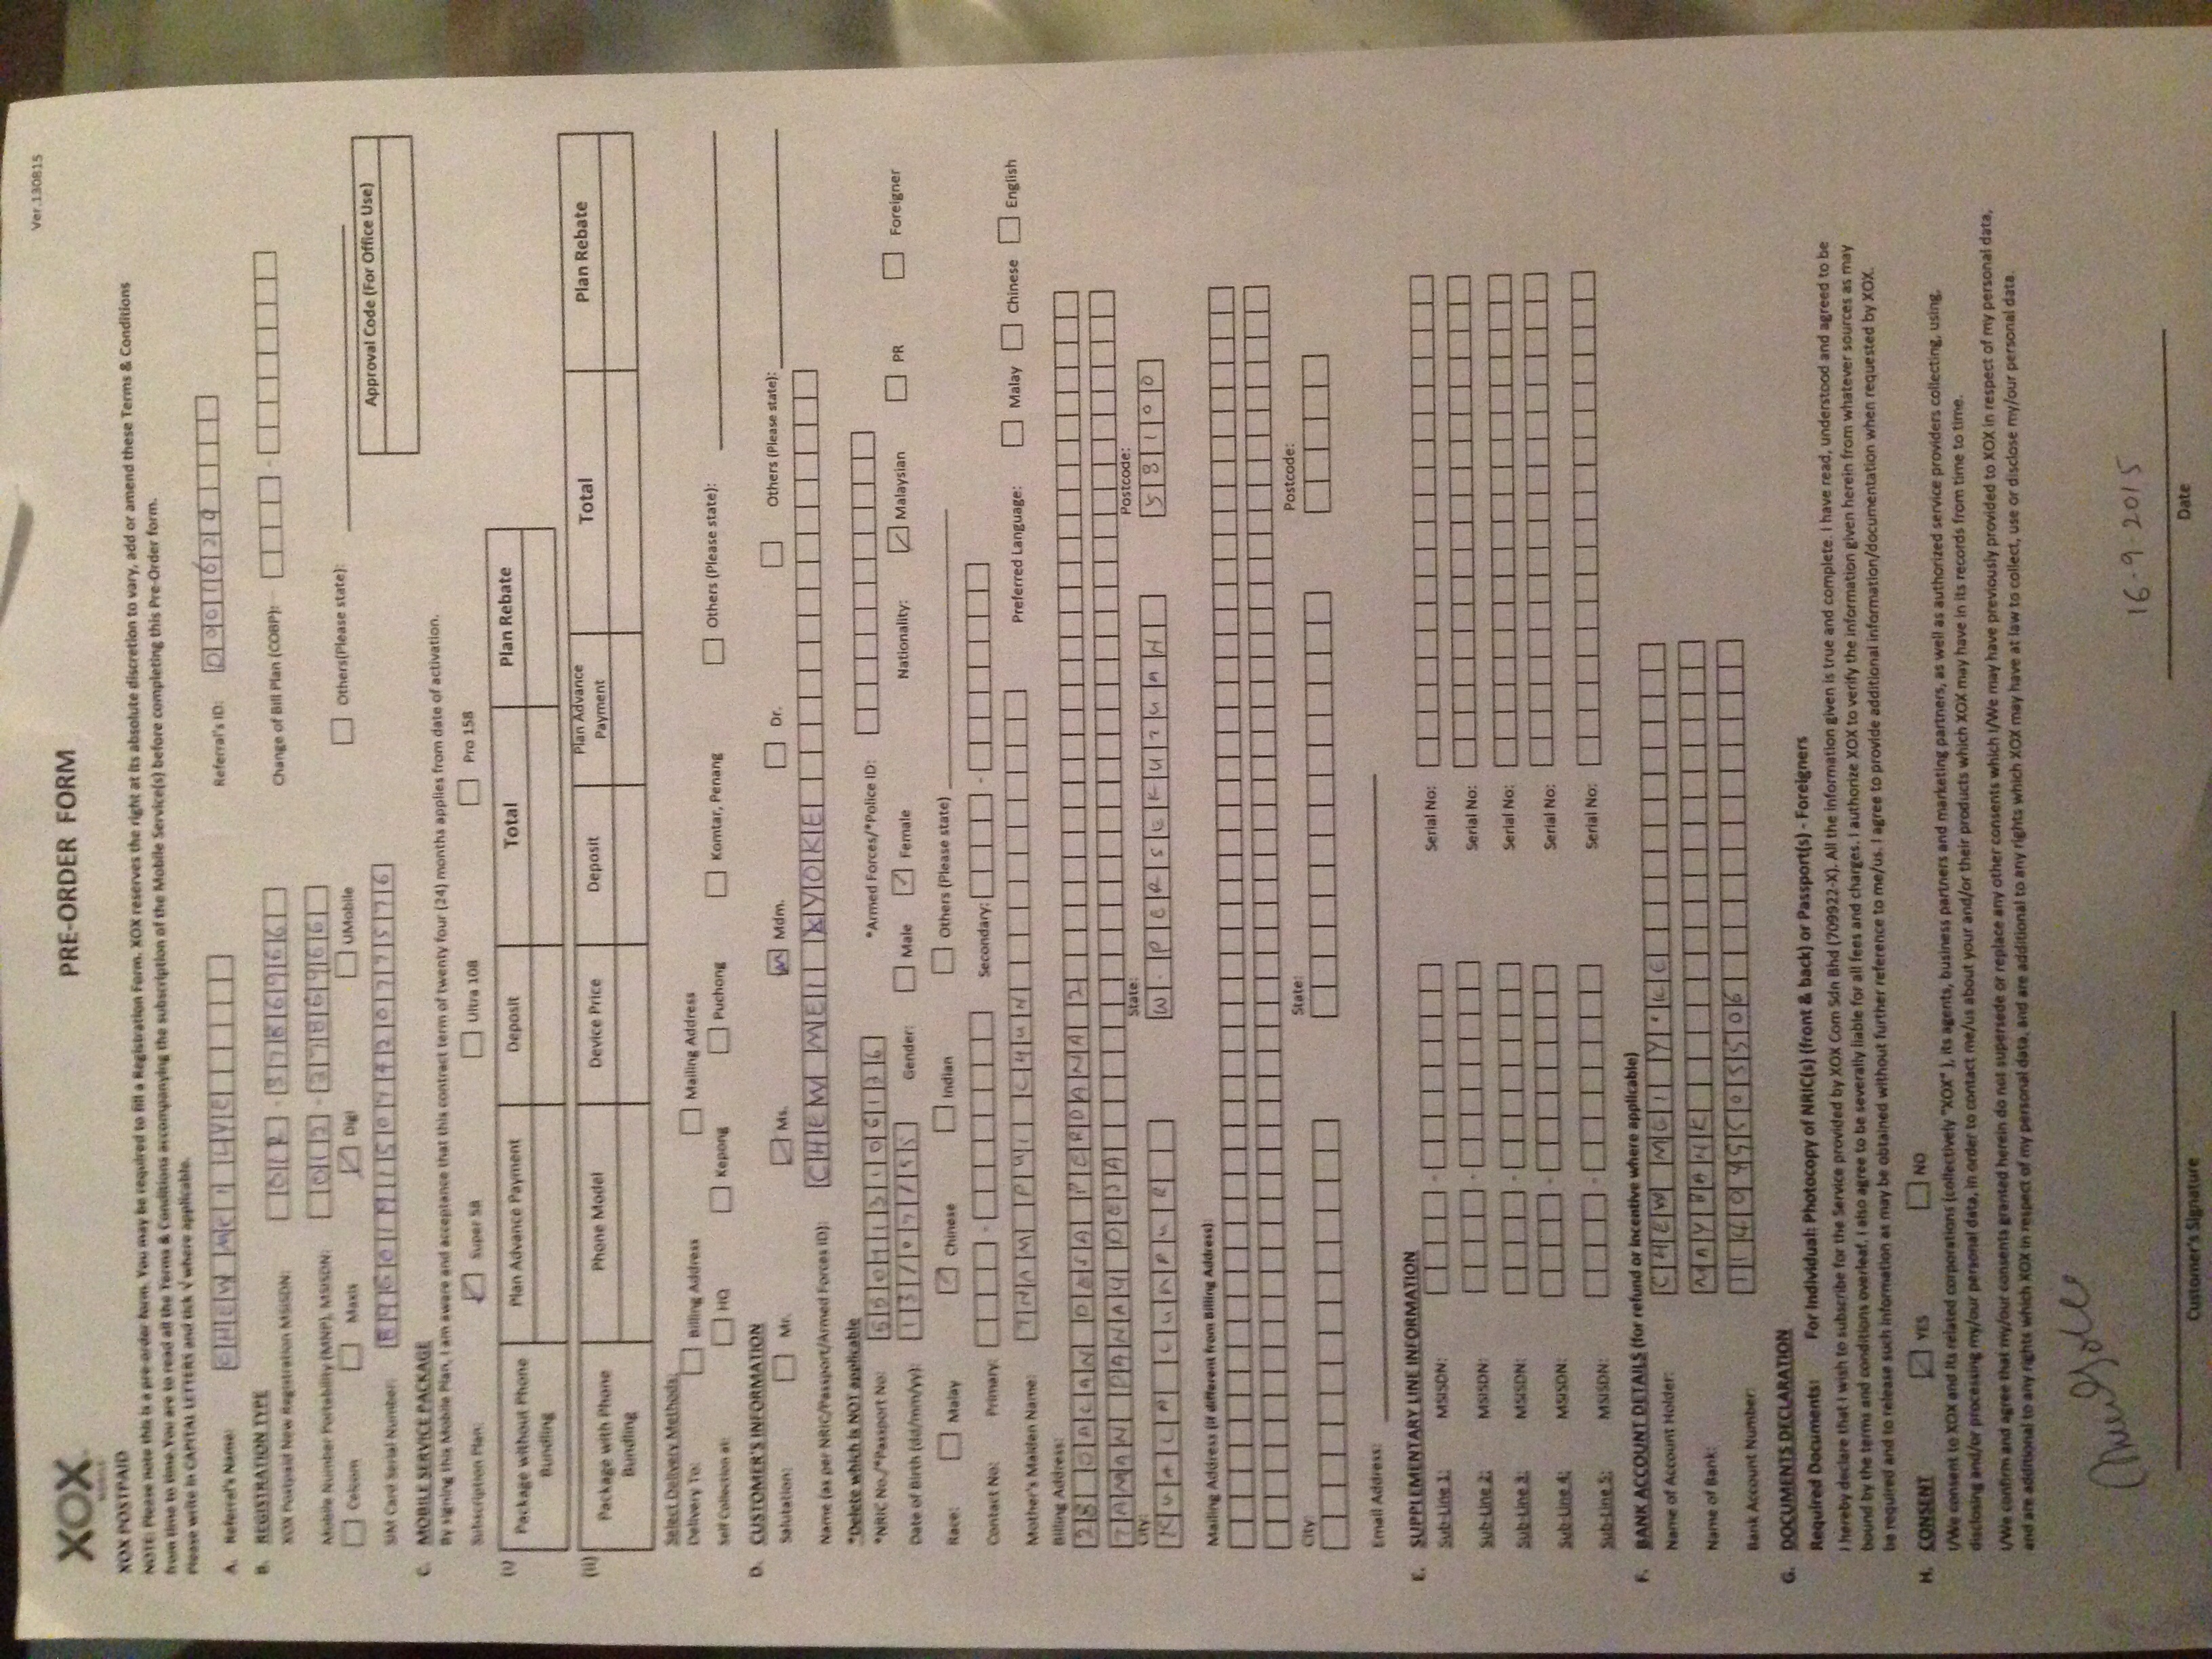 Ver.130815
XOX
MOBILE
PRE-ORDER FORM
XOX POSTPAID
NOTE: Please note this is a pre-order form. You may be required to fill a Registration Form. XOX reserves the right at its absolute discretion to vary, add or amend these Terms & Conditions
from time to time.You are to read all the Terms & Conditions accompanying the subscription of the Mobile Service(s) before completing this Pre-Order form.
Please write in CAPITAL LETTERS and tick √ where applicable.
A. Referral's Name: CHEW MEI Referral's ID:
B. REGISTRATION TYPE
XOX Postpaid New Registration MSISDN: 012 - 3786966 Change of Bill Plan (COBP): -
Mobile Number Portability (MNP), MSISDN: 012 - 3786966
Celcom Maxis Digi UMobile Others(Please state):
SIM Card Serial Number:
Approval Code (For Office Use)
C. MOBILE SERVICE PACKAGE
By signing this Mobile Plan, I am aware and acceptance that this contract term of twenty four (24) months applies from date of activation.
Subscription Plan: Super 58 Ultra 108 Pro 158
(i) Package without Phone Bundling Plan Advance Payment Deposit Total Plan Rebate
(ii) Package with Phone Bundling Phone Model Device Price Deposit Plan Advance Payment Total Plan Rebate
Select Delivery Methods:
Delivery To: Billing Address Mailing Address
Self Collection at: HQ Kepong Puchong Komtar, Penang Others (Please state):
D. CUSTOMER'S INFORMATION
Salutation: Mr. Ms. Mdm. Dr. Others (Please state):
Name (as per NRIC/Passport/Armed Forces ID): CHEW MEI YOKE
*Delete which is NOT applicable
*NRIC No./*Passport No: *Armed Forces/*Police ID:
Date of Birth (dd/mm/yy): Gender: Male Female Nationality: Malaysian PR Foreigner
Race: Malay Chinese Indian Others (Please state)
Contact No: Primary: - Secondary: -
Mother's Maiden Name: Preferred Language: Malay Chinese English
Billing Address:
28 JALAN DESA PERDANA 2
TAMAN DANAU DESA
City: State: Postcode:
KUALA LUMPUR W. PERSEKUTUAN 58100
Mailing Address (if different from Billing Address)
City: State: Postcode:
Email Address:
E. SUPPLEMENTARY LINE INFORMATION
Sub-Line 1: MSISDN: - Serial No:
Sub-Line 2: MSISDN: - Serial No:
Sub-Line 3: MSISDN: - Serial No:
Sub-Line 4: MSISDN: - Serial No:
Sub-Line 5: MSISDN: - Serial No:
F. BANK ACCOUNT DETAILS (for refund or incentive where applicable)
Name of Account Holder: CHEW MEI YOKE
Name of Bank: MAYBANK
Bank Account Number:
G. DOCUMENTS DECLARATION
Required Documents: For Individual: Photocopy of NRIC(s) (front & back) or Passport(s) - Foreigners
I hereby declare that I wish to subscribe for the Service provided by XOX Com Sdn Bhd (709922-X). All the information given is true and complete. I have read, understood and agreed to be
bound by the terms and conditions overleaf. I also agree to be severally liable for all fees and charges. I authorize XOX to verify the information given herein from whatever sources as may
be required and to release such information as may be obtained without further reference to me/us. I agree to provide additional information/documentation when requested by XOX.
H. CONSENT YES NO
I/We consent to XOX and its related corporations (collectively "XOX" ), its agents, business partners and marketing partners, as well as authorized service providers collecting, using,
disclosing and/or processing my/our personal data, in order to contact me/us about your and/or their products which XOX may have in its records from time to time.
I/We confirm and agree that my/our consents granted herein do not supersede or replace any other consents which I/We may have previously provided to XOX in respect of my personal data,
and are additional to any rights which XOX in respect of my personal data, and are additional to any rights which XOX may have at law to collect, use or disclose my/our personal data.
16-9-2015
Customer's Signature Date